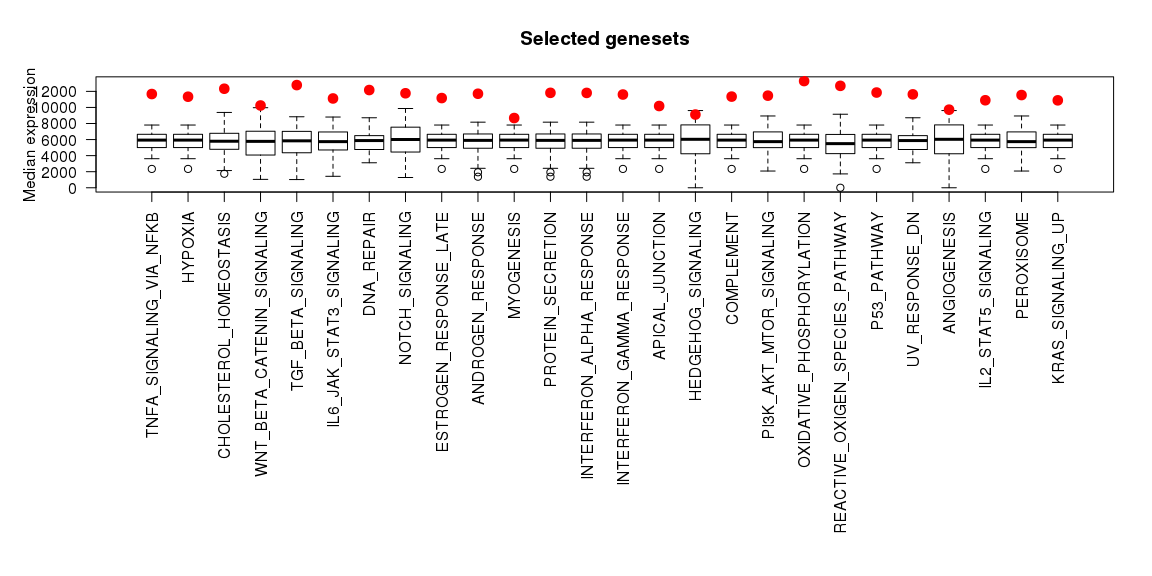 Selected genesets
Median expression
2000
0000
8000
6000
4000
2000
0
TNFA_SIGNALING_VIA_NFKB
HYPOXIA
CHOLESTEROL_HOMEOSTASIS
WNT_BETA_CATENIN_SIGNALING
TGF_BETA_SIGNALING
IL6_JAK_STAT3_SIGNALING
DNA_REPAIR
NOTCH_SIGNALING
ESTROGEN_RESPONSE_LATE
ANDROGEN_RESPONSE
MYOGENESIS
PROTEIN_SECRETION
INTERFERON_ALPHA_RESPONSE
INTERFERON_GAMMA_RESPONSE
APICAL_JUNCTION
HEDGEHOG_SIGNALING
COMPLEMENT
PI3K_AKT_MTOR_SIGNALING
OXIDATIVE_PHOSPHORYLATION
REACTIVE_OXIGEN_SPECIES_PATHWAY
P53_PATHWAY
UV_RESPONSE_DN
ANGIOGENESIS
IL2_STAT5_SIGNALING
PEROXISOME
KRAS_SIGNALING_UP